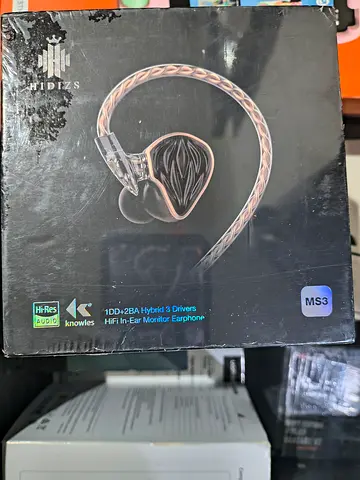 HIDIZS
Hi-Res
AUDIO
knowles
1DD+2BA Hybrid 3 Drivers
HiFi In-Ear Monitor Earphone
MS3